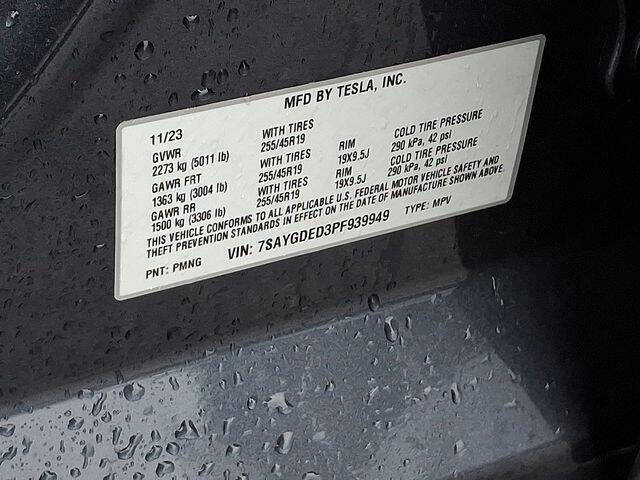 MFD BY TESLA, INC.
11/23
GVWR WITH TIRES RIM COLD TIRE PRESSURE
2273 kg (5011 lb) 255/45R19 19X9.5J 290 kPa, 42 psi
GAWR FRT WITH TIRES RIM COLD TIRE PRESSURE
1363 kg (3004 lb) 255/45R19 19X9.5J 290 kPa, 42 psi
GAWR RR WITH TIRES
1500 kg (3306 lb) 255/45R19
THIS VEHICLE CONFORMS TO ALL APPLICABLE U.S. FEDERAL MOTOR VEHICLE SAFETY AND
THEFT PREVENTION STANDARDS IN EFFECT ON THE DATE OF MANUFACTURE SHOWN ABOVE.
PNT: PMNG VIN: 7SAYGDED3PF939949 TYPE: MPV